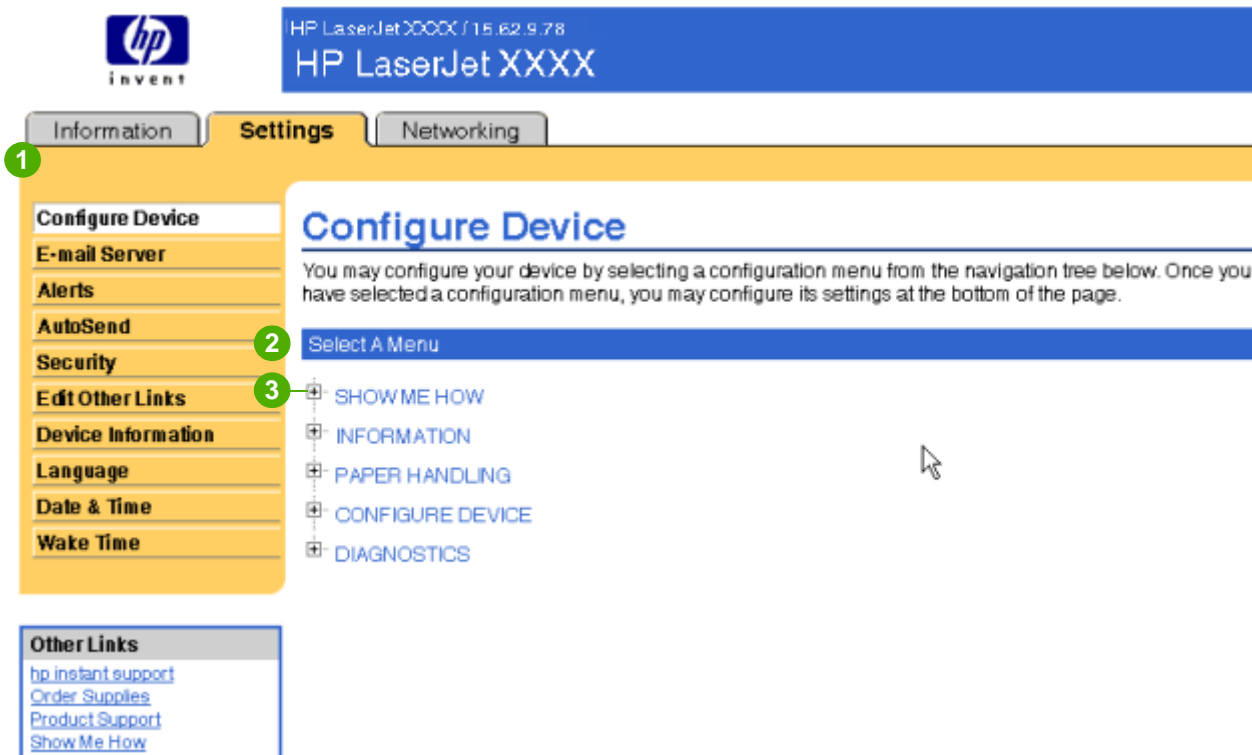 hp
invent
HP LaserJet XXXX / 15.62.9.78
HP LaserJet XXXX
Information
Settings
Networking
1
Configure Device
E-mail Server
Alerts
AutoSend
Security
Edit Other Links
Device Information
Language
Date & Time
Wake Time
Configure Device
You may configure your device by selecting a configuration menu from the navigation tree below. Once you
have selected a configuration menu, you may configure its settings at the bottom of the page.
2
Select A Menu
3
SHOW ME HOW
INFORMATION
PAPER HANDLING
CONFIGURE DEVICE
DIAGNOSTICS
Other Links
hp instant support
Order Supplies
Product Support
Show Me How